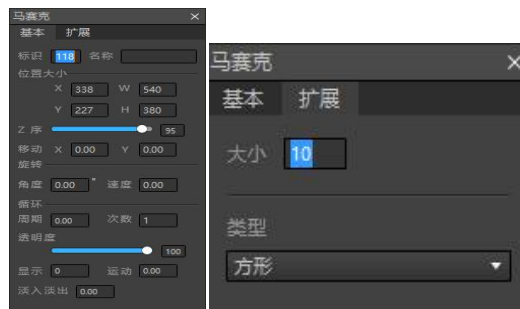 马赛克 ×
基本 扩展
标识 118 名称
位置大小
X 338 W 540
Y 227 H 380
Z 序 95
移动 X 0.00 Y 0.00
旋转
角度 0.00 ° 速度 0.00
循环
周期 0.00 次数 1
透明度
100
显示 0 运动 0.00
淡入淡出 0.00
马赛克 ×
基本 扩展
大小 10
类型
方形